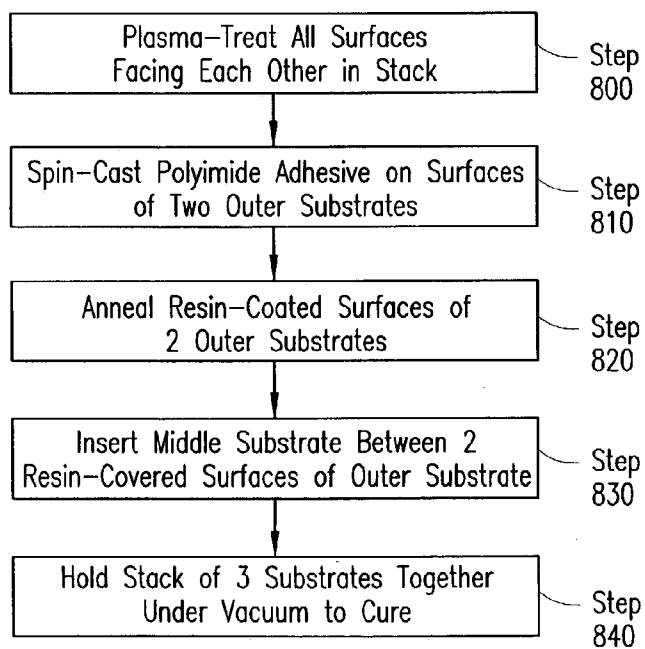 Plasma-Treat All Surfaces
Facing Each Other in Stack
Step
800
Spin-Cast Polyimide Adhesive on Surfaces
of Two Outer Substrates
Step
810
Anneal Resin-Coated Surfaces of
2 Outer Substrates
Step
820
Insert Middle Substrate Between 2
Resin-Covered Surfaces of Outer Substrate
Step
830
Hold Stack of 3 Substrates Together
Under Vacuum to Cure
Step
840